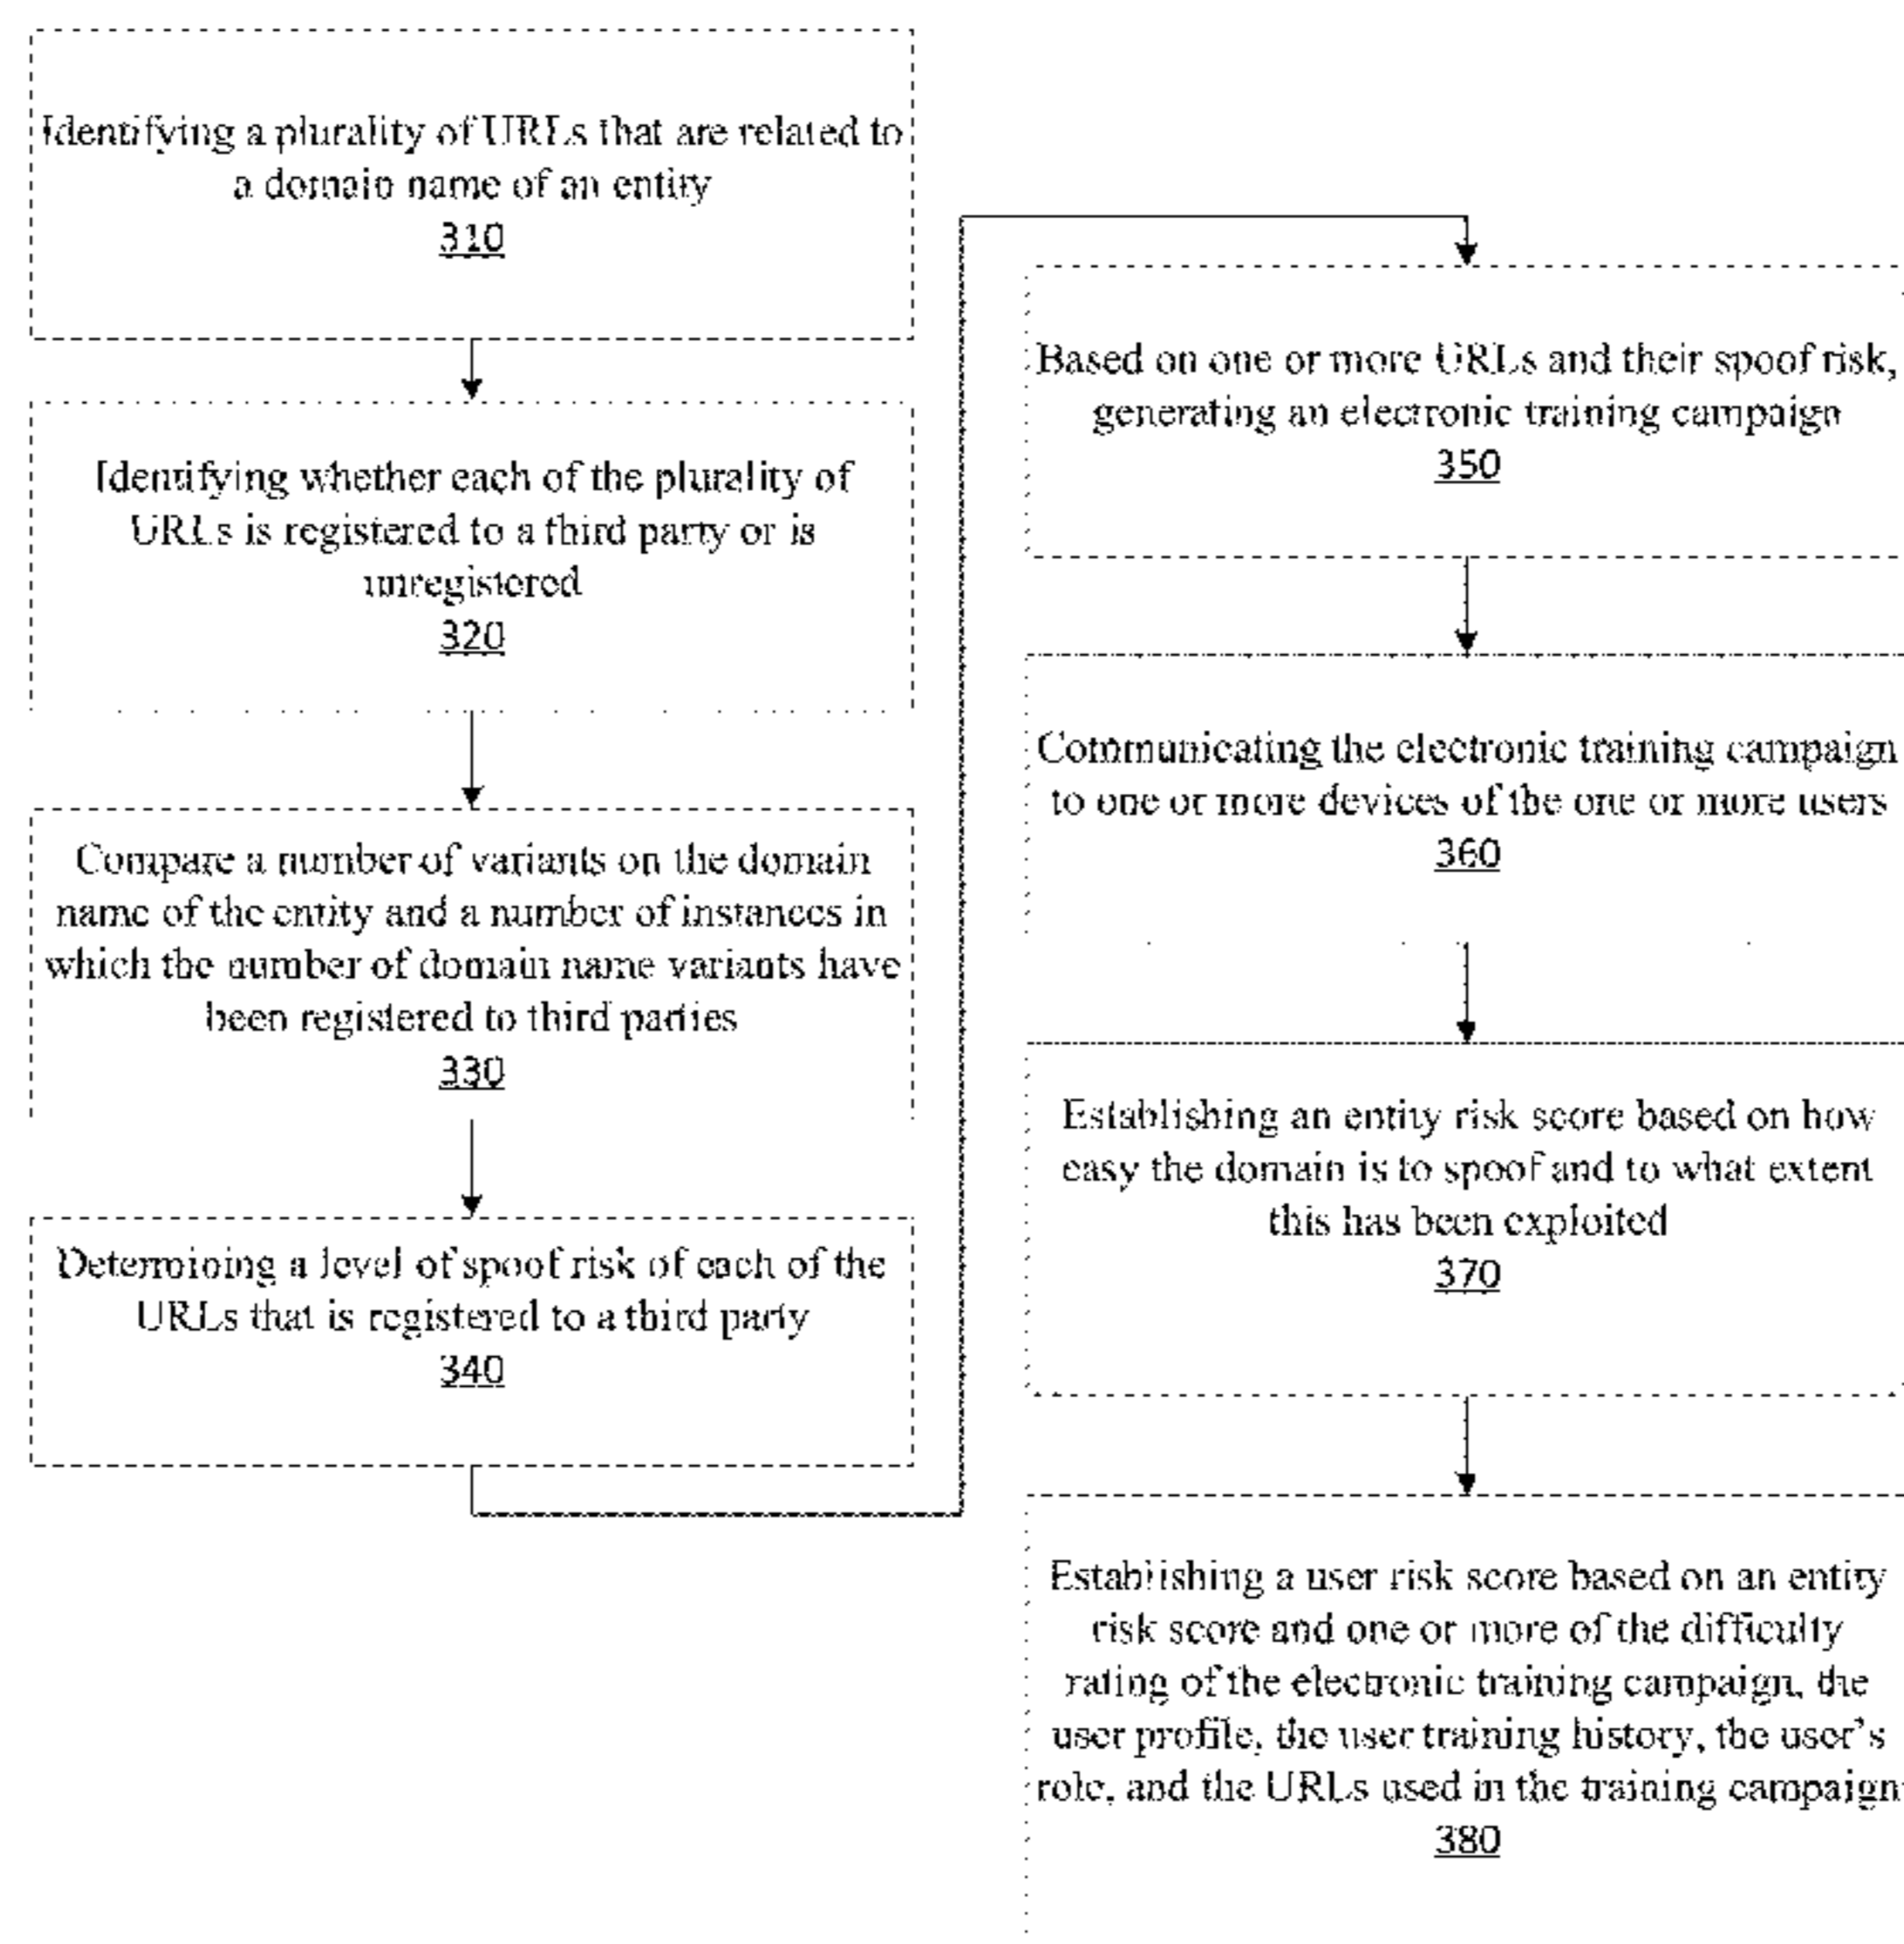 Identifying a plurality of URLs that are related to
a domain name of an entity
310
Identifying whether each of the plurality of
URLs is registered to a third party or is
unregistered
320
Compare a number of variants on the domain
name of the entity and a number of instances in
which the number of domain name variants have
been registered to third parties
330
Determining a level of spoof risk of each of the
URLs that is registered to a third party
340
Based on one or more URLs and their spoof risk,
generating an electronic training campaign
350
Communicating the electronic training campaign
to one or more devices of the one or more users
360
Establishing an entity risk score based on how
easy the domain is to spoof and to what extent
this has been exploited
370
Establishing a user risk score based on an entity
risk score and one or more of the difficulty
rating of the electronic training campaign, the
user profile, the user training history, the user's
role, and the URLs used in the training campaign
380